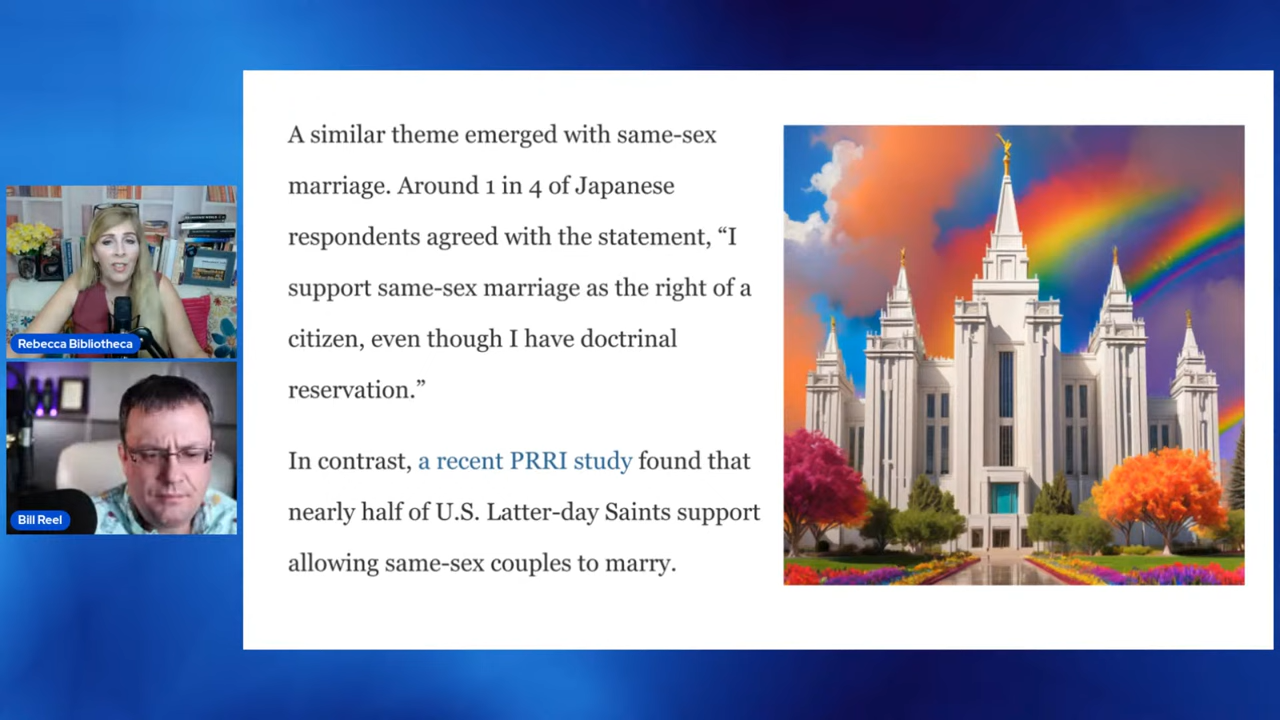 A similar theme emerged with same-sex
marriage. Around 1 in 4 of Japanese
respondents agreed with the statement, “I
support same-sex marriage as the right of a
citizen, even though I have doctrinal
reservation.”
In contrast, a recent PRRI study found that
nearly half of U.S. Latter-day Saints support
allowing same-sex couples to marry.
Rebecca Bibliotheca
Bill Reel